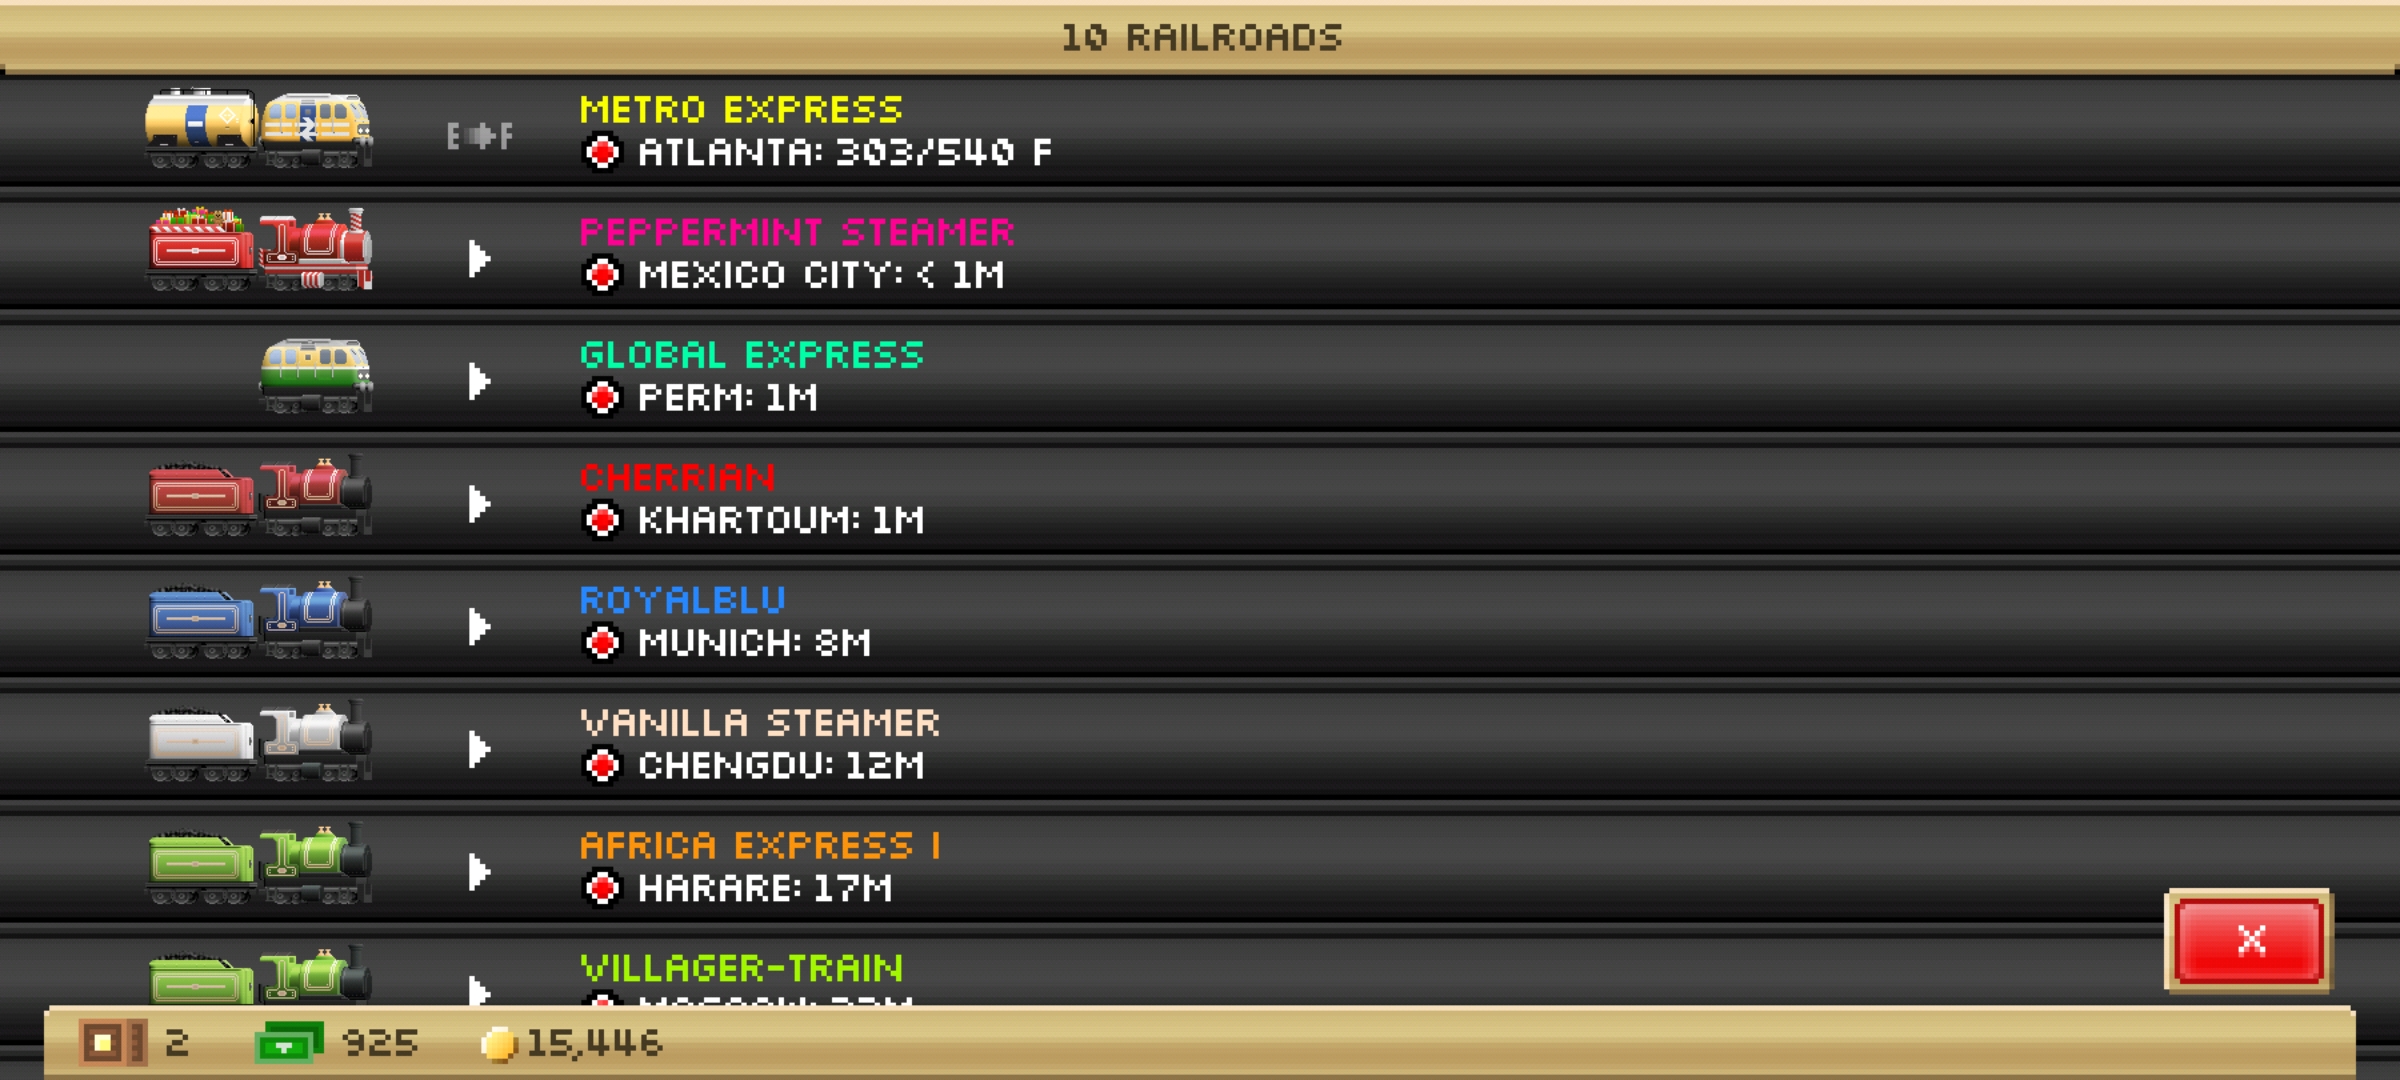 10 RAILROADS
METRO EXPRESS
E F
ATLANTA: 303/540 F
PEPPERMINT STEAMER
MEXICO CITY: < 1M
GLOBAL EXPRESS
PERM: 1M
CHERRIAN
KHARTOUM: 1M
ROYALBLU
MUNICH: 8M
VANILLA STEAMER
CHENGDU: 12M
AFRICA EXPRESS I
HARARE: 17M
VILLAGER-TRAIN
X
2 925 15,446